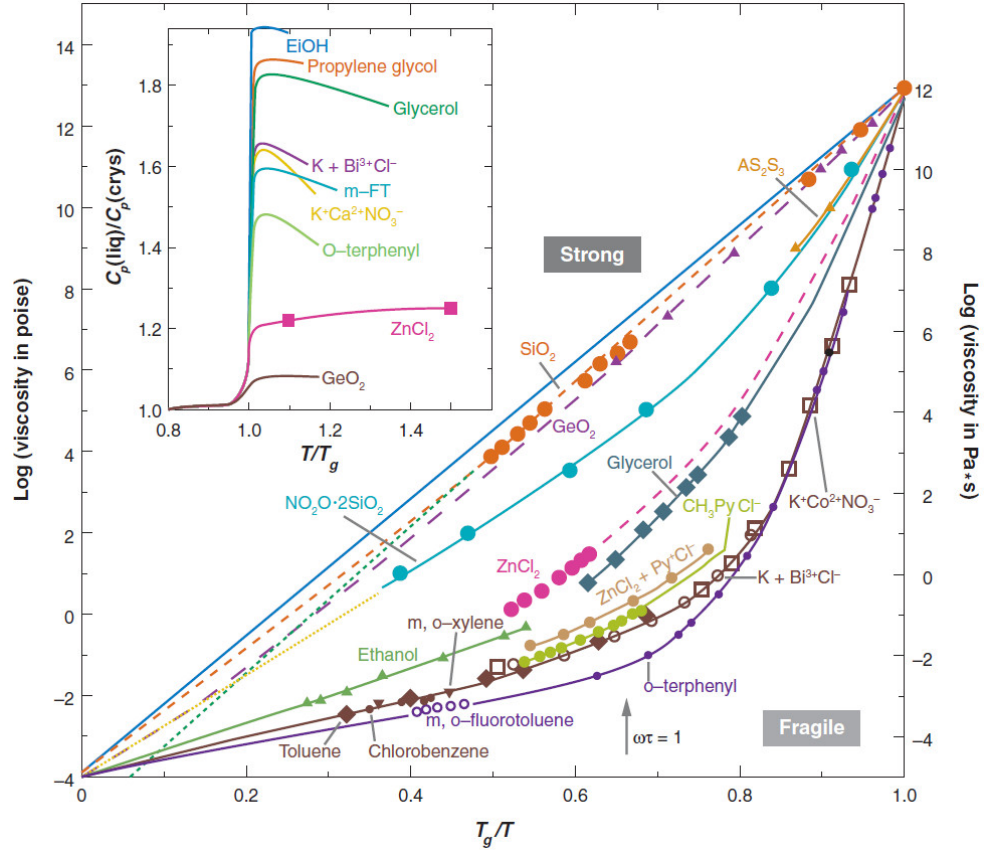 14
12
10
8
6
4
2
0
–2
–4
Log (viscosity in poise)
0
0.2
0.4
0.6
0.8
1.0
Tg/T
12
10
8
6
4
2
0
–2
–4
Log (viscosity in Pa*s)
1.8
1.6
1.4
1.2
1.0
Cp(liq)/Cp(crys)
0.8
1.0
1.2
1.4
T/Tg
EiOH
Propylene glycol
Glycerol
K + Bi³⁺Cl⁻
m–FT
K⁺Ca²⁺NO₃⁻
O–terphenyl
ZnCl₂
GeO₂
Strong
AS₂S₃
SiO₂
GeO₂
Glycerol
CH₃Py Cl⁻
K⁺Co²⁺NO₃⁻
NO₂O·2SiO₂
ZnCl₂
ZnCl₂ + Py⁺Cl⁻
K + Bi³⁺Cl⁻
m, o–xylene
Ethanol
o–terphenyl
m, o–fluorotoluene
Toluene
Chlorobenzene
ωτ = 1
Fragile